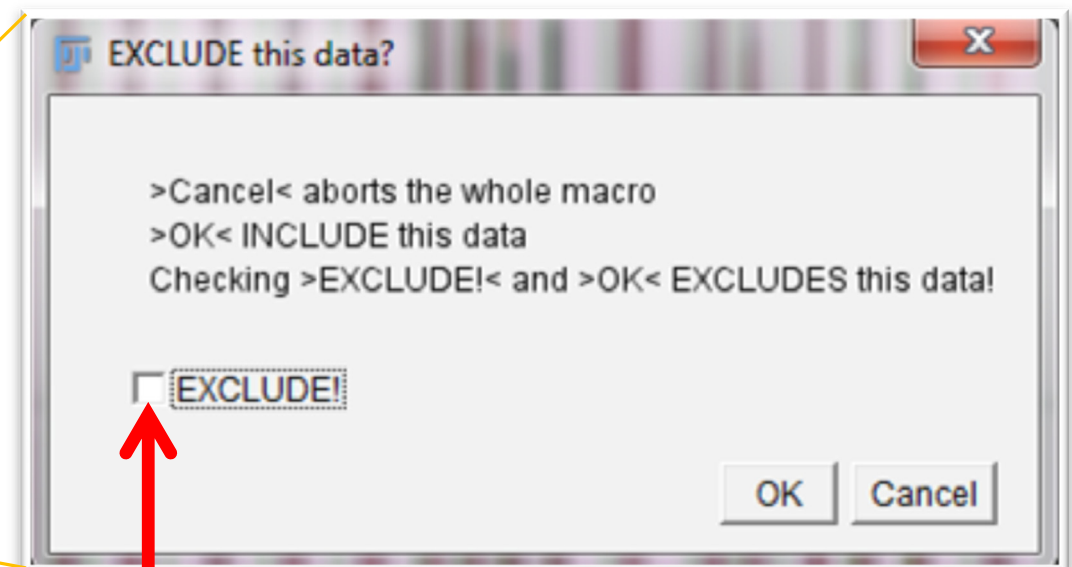 EXCLUDE this data?
>Cancel< aborts the whole macro
>OK< INCLUDE this data
Checking >EXCLUDE!< and >OK< EXCLUDES this data!
EXCLUDE!
OK Cancel